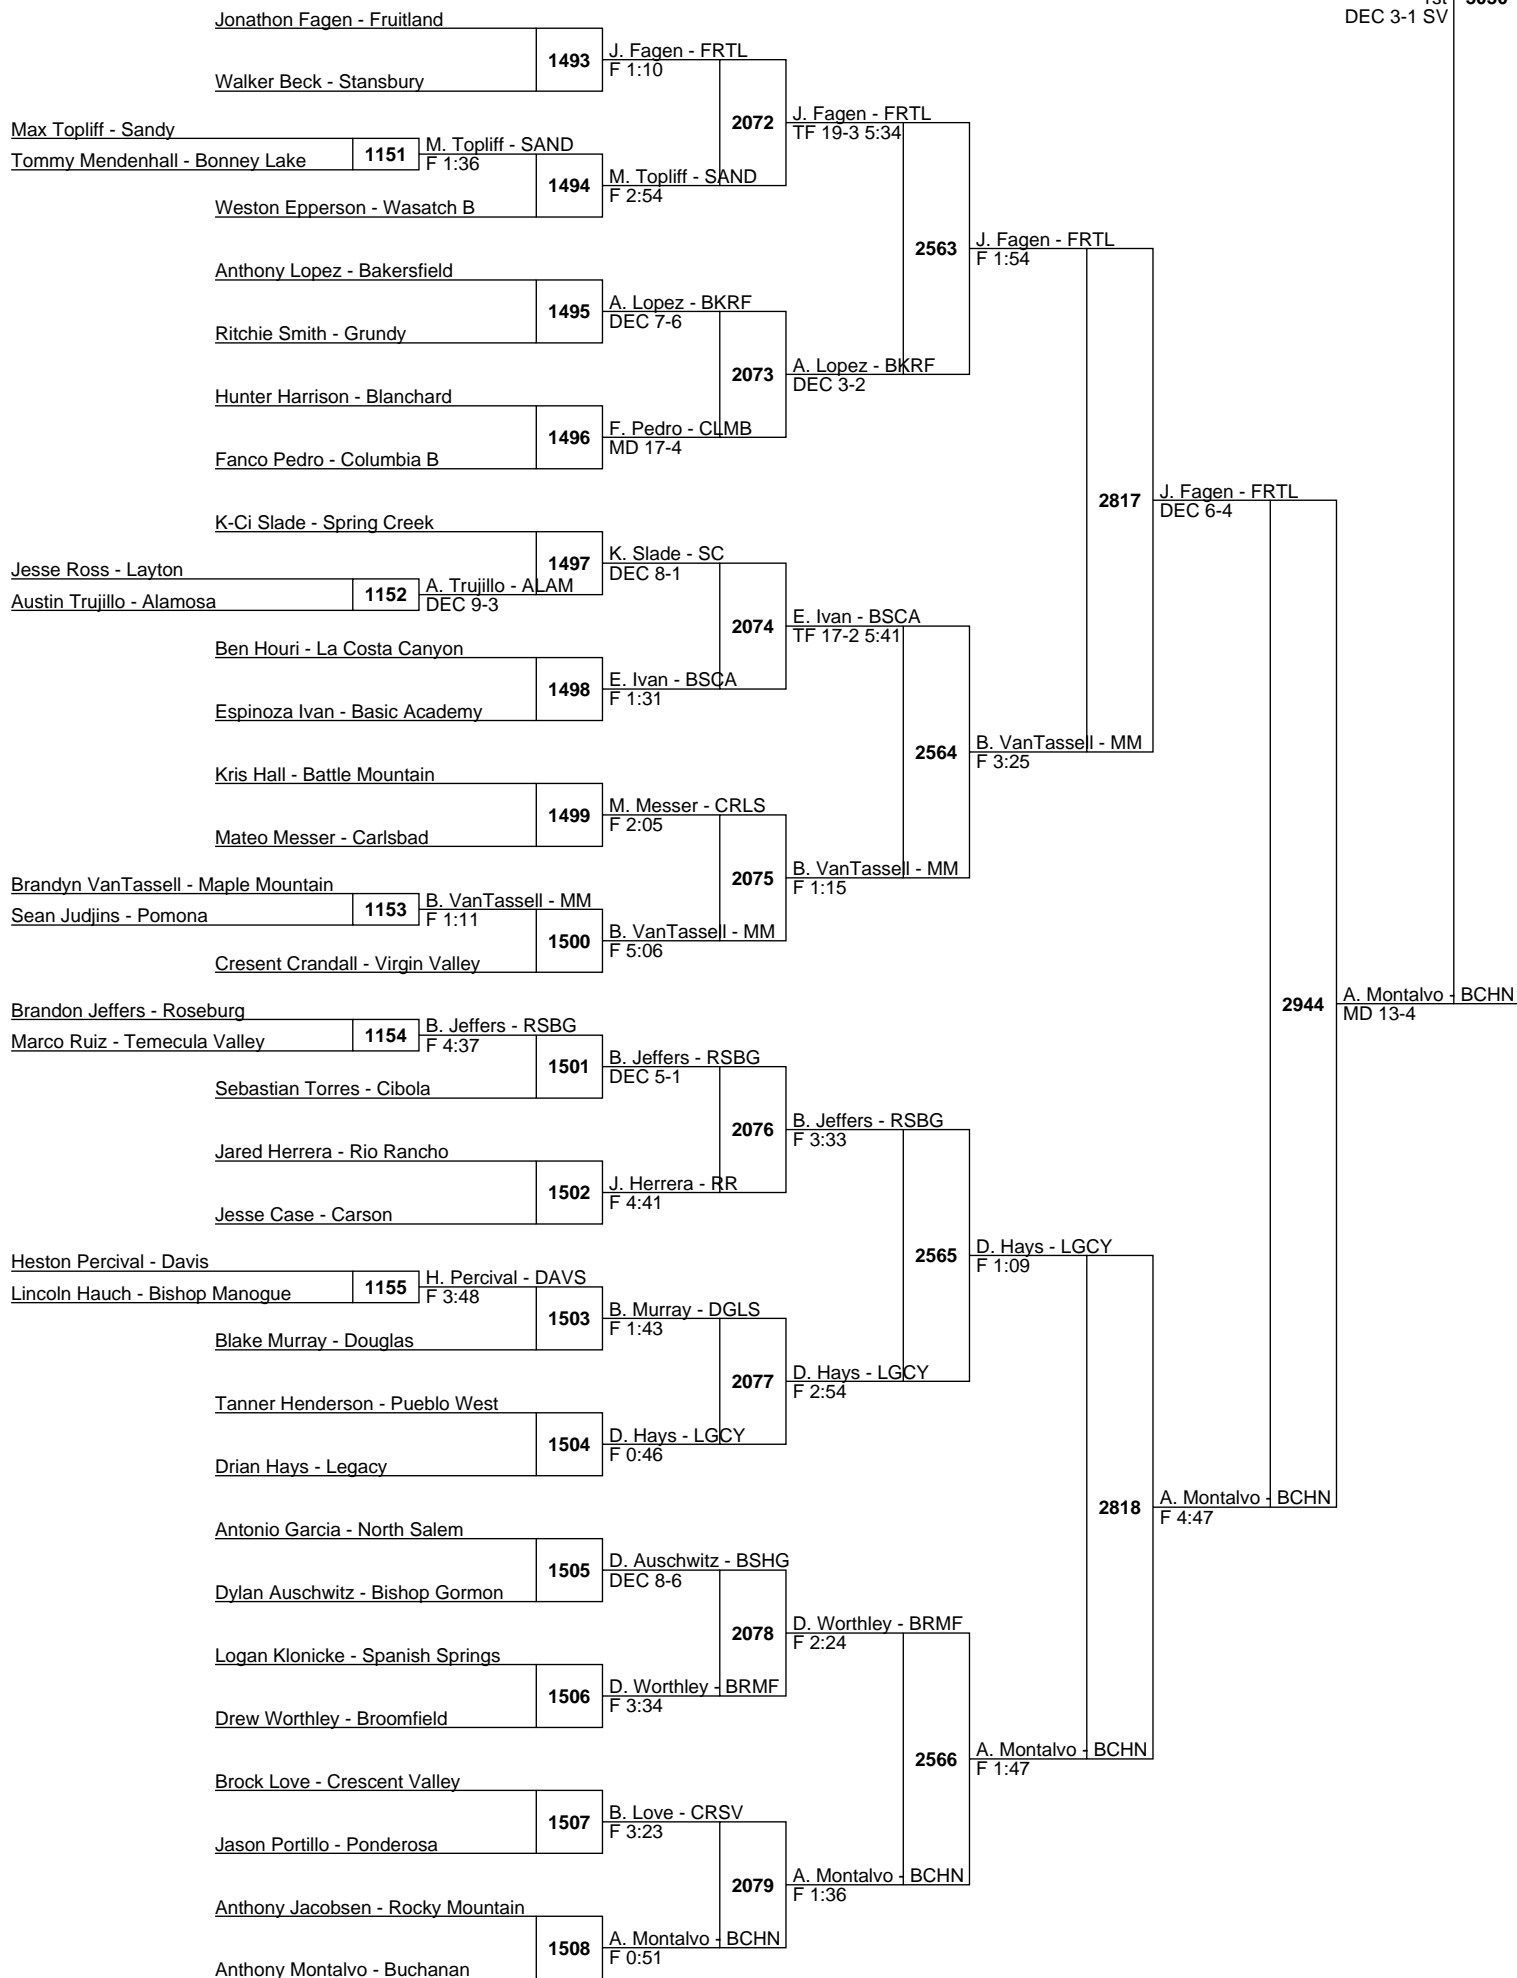 DEC 3-1 SV
Jonathon Fagen - Fruitland
1493
J. Fagen - FRTL
F 1:10
Walker Beck - Stansbury
2072
J. Fagen - FRTL
TF 19-3 5:34
Max Topliff - Sandy
Tommy Mendenhall - Bonney Lake
1151
M. Topliff - SAND
F 1:36
1494
M. Topliff - SAND
F 2:54
Weston Epperson - Wasatch B
2563
J. Fagen - FRTL
F 1:54
Anthony Lopez - Bakersfield
1495
A. Lopez - BKRF
DEC 7-6
Ritchie Smith - Grundy
2073
A. Lopez - BKRF
DEC 3-2
Hunter Harrison - Blanchard
1496
F. Pedro - CLMB
MD 17-4
Fanco Pedro - Columbia B
2817
J. Fagen - FRTL
DEC 6-4
K-Ci Slade - Spring Creek
1497
K. Slade - SC
DEC 8-1
Jesse Ross - Layton
Austin Trujillo - Alamosa
1152
A. Trujillo - ALAM
DEC 9-3
2074
E. Ivan - BSCA
TF 17-2 5:41
Ben Houri - La Costa Canyon
1498
E. Ivan - BSCA
F 1:31
Espinoza Ivan - Basic Academy
2564
B. VanTassell - MM
F 3:25
Kris Hall - Battle Mountain
1499
M. Messer - CRLS
F 2:05
Mateo Messer - Carlsbad
2075
B. VanTassell - MM
F 1:15
Brandyn VanTassell - Maple Mountain
Sean Judjins - Pomona
1153
B. VanTassell - MM
F 1:11
1500
B. VanTassell - MM
F 5:06
Cresent Crandall - Virgin Valley
2944
A. Montalvo - BCHN
MD 13-4
Brandon Jeffers - Roseburg
Marco Ruiz - Temecula Valley
1154
B. Jeffers - RSBG
F 4:37
1501
B. Jeffers - RSBG
DEC 5-1
Sebastian Torres - Cibola
2076
B. Jeffers - RSBG
F 3:33
Jared Herrera - Rio Rancho
1502
J. Herrera - RR
F 4:41
Jesse Case - Carson
2565
D. Hays - LGCY
F 1:09
Heston Percival - Davis
Lincoln Hauch - Bishop Manogue
1155
H. Percival - DAVS
F 3:48
1503
B. Murray - DGLS
F 1:43
Blake Murray - Douglas
2077
D. Hays - LGCY
F 2:54
Tanner Henderson - Pueblo West
1504
D. Hays - LGCY
F 0:46
Drian Hays - Legacy
2818
A. Montalvo - BCHN
F 4:47
Antonio Garcia - North Salem
1505
D. Auschwitz - BSHG
DEC 8-6
Dylan Auschwitz - Bishop Gormon
2078
D. Worthley - BRMF
F 2:24
Logan Klonicke - Spanish Springs
1506
D. Worthley - BRMF
F 3:34
Drew Worthley - Broomfield
2566
A. Montalvo - BCHN
F 1:47
Brock Love - Crescent Valley
1507
B. Love - CRSV
F 3:23
Jason Portillo - Ponderosa
2079
A. Montalvo - BCHN
F 1:36
Anthony Jacobsen - Rocky Mountain
1508
A. Montalvo - BCHN
F 0:51
Anthony Montalvo - Buchanan